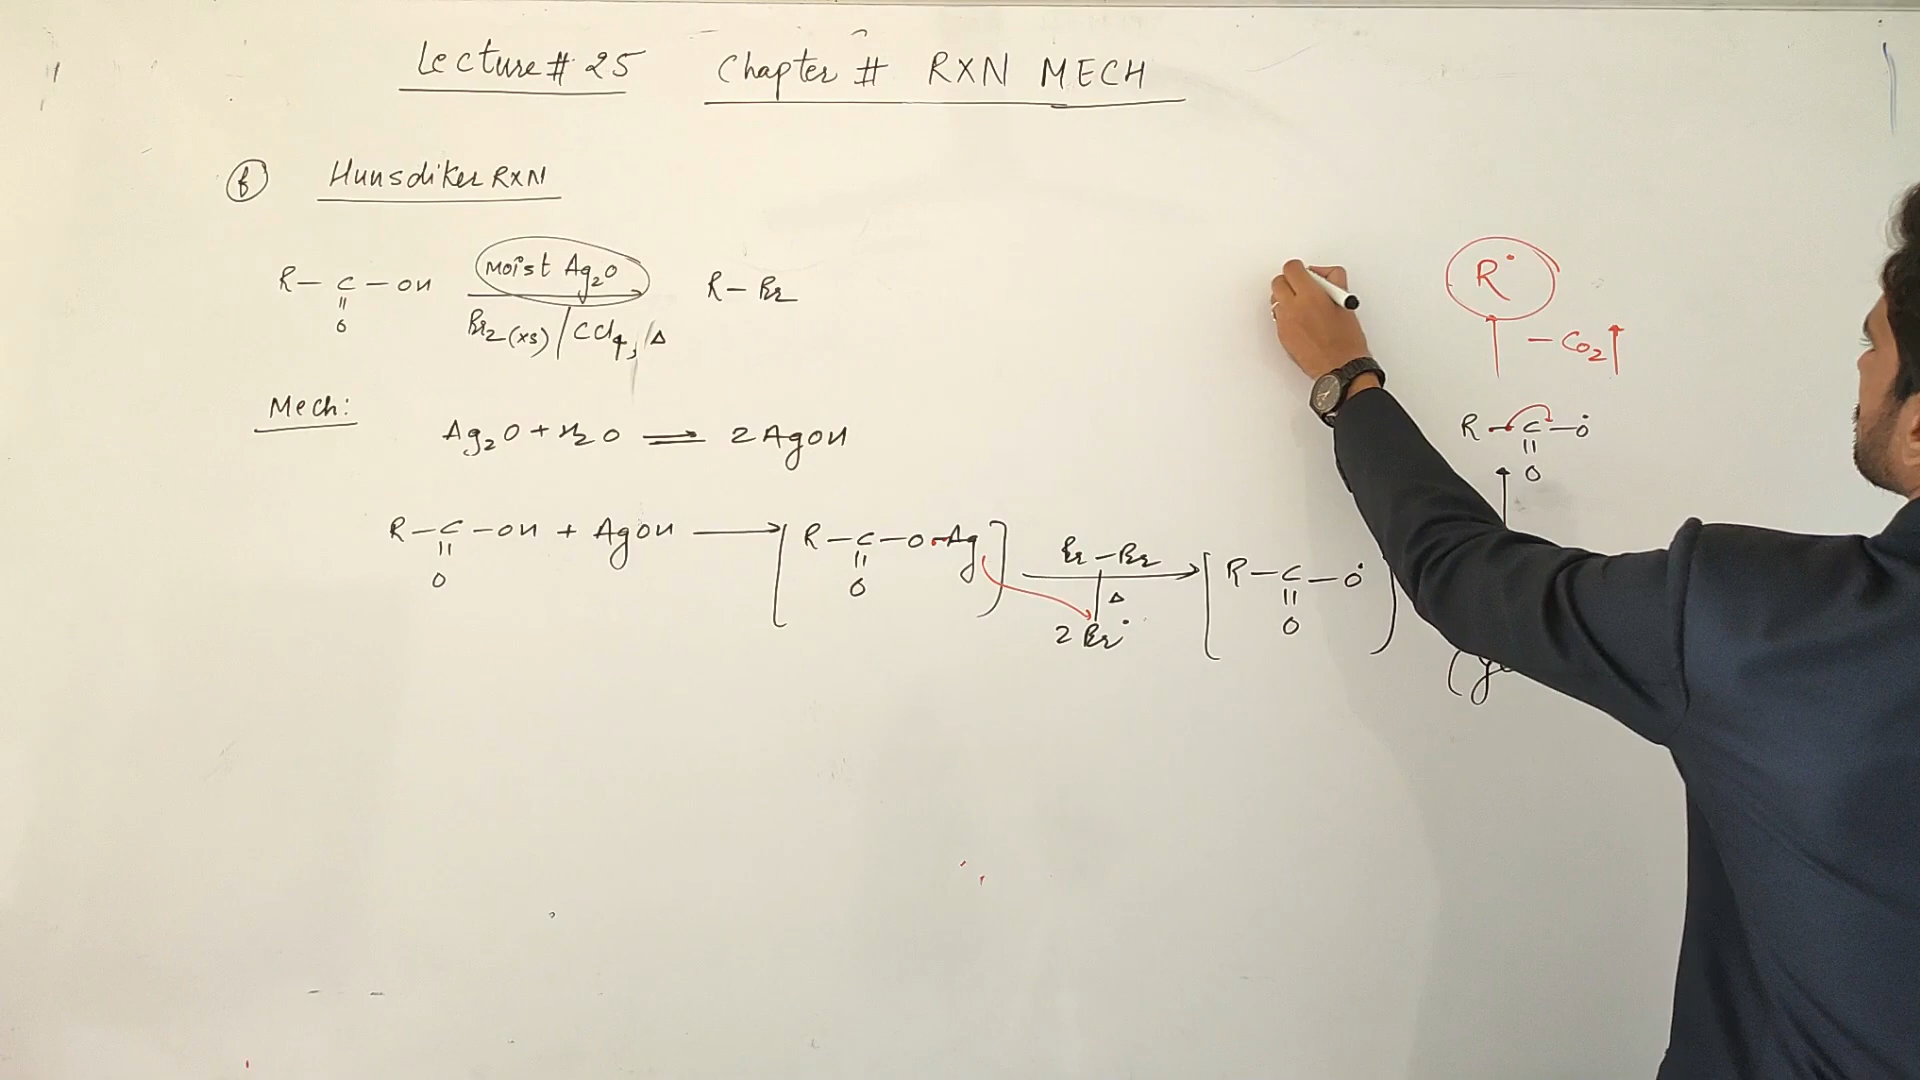 Lecture # 25 Chapter # RXN MECH
f Hunsdiker RXN
R – C – OH moist Ag2O R – Br
O Br2 (xs) / CCl4, Δ
Mech:
Ag2O + H2O ⇌ 2 AgOH
R – C – OH + AgOH ⟶ [ R – C – O – Ag ] Br – Br ⟶ [ R – C – O• ]
O O Δ O
2 Br•
R•
– CO2 ↑
R – C – O•
O